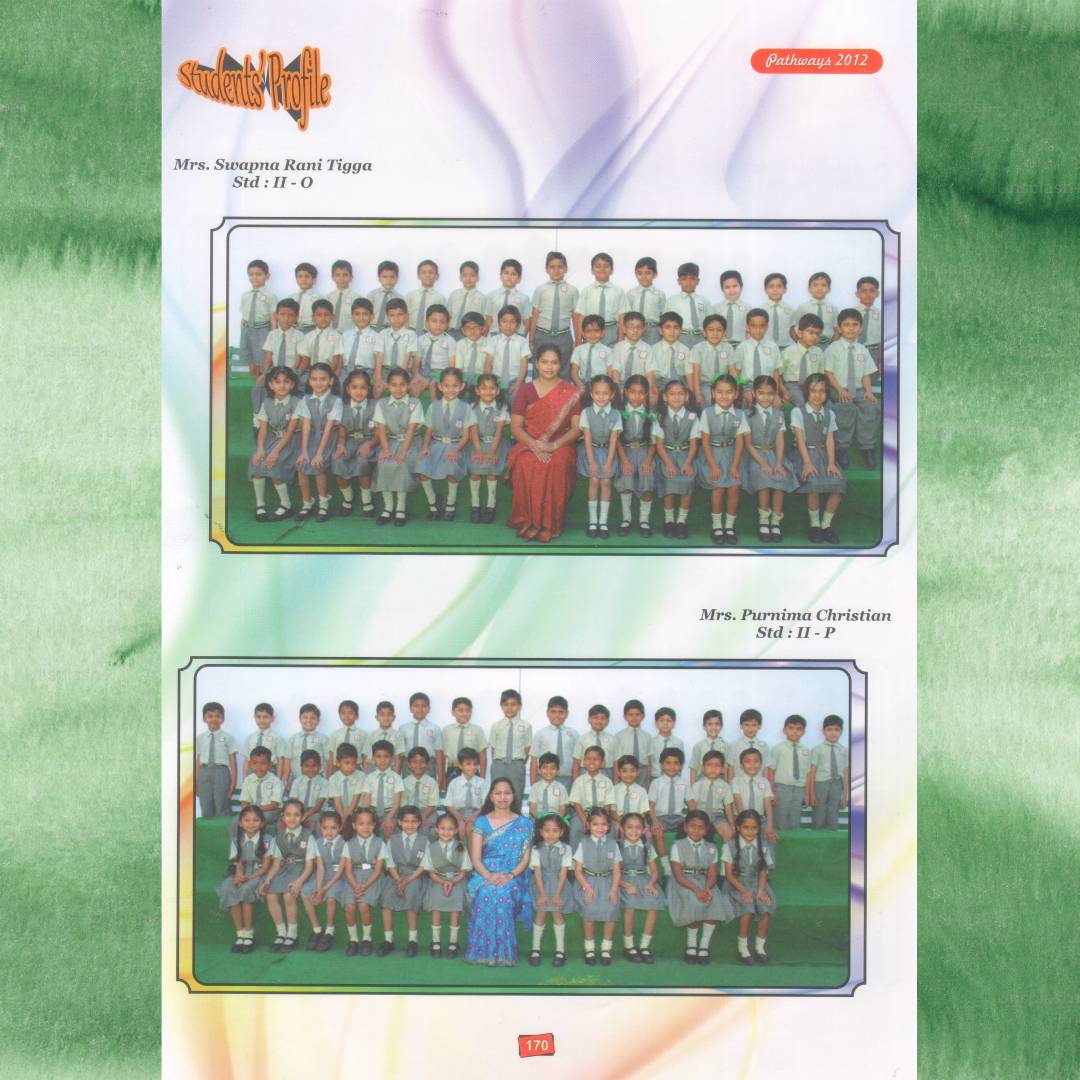 Students' Profile
Pathways 2012
Mrs. Swapna Rani Tigga
Std : II - O
Mrs. Purnima Christian
Std : II - P
170